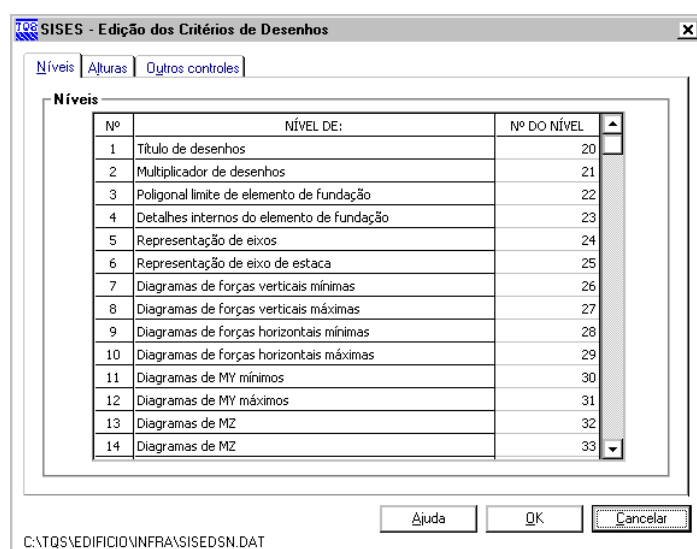 TQS SISES - Edição dos Critérios de Desenhos
Níveis Alturas Outros controles
Níveis
Nº NÍVEL DE: Nº DO NÍVEL
1 Título de desenhos 20
2 Multiplicador de desenhos 21
3 Poligonal limite de elemento de fundação 22
4 Detalhes internos do elemento de fundação 23
5 Representação de eixos 24
6 Representação de eixo de estaca 25
7 Diagramas de forças verticais mínimas 26
8 Diagramas de forças verticais máximas 27
9 Diagramas de forças horizontais mínimas 28
10 Diagramas de forças horizontais máximas 29
11 Diagramas de MY mínimos 30
12 Diagramas de MY máximos 31
13 Diagramas de MZ 32
14 Diagramas de MZ 33
Ajuda OK Cancelar
C:\TQS\EDIFICIO\INFRA\SISEDSN.DAT